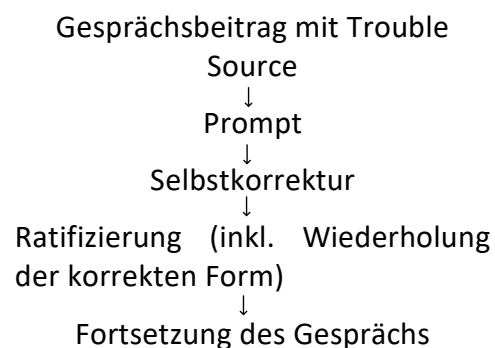 Gesprächsbeitrag mit Trouble
Source
↓
Prompt
↓
Selbstkorrektur
↓
Ratifizierung (inkl. Wiederholung
der korrekten Form)
↓
Fortsetzung des Gesprächs